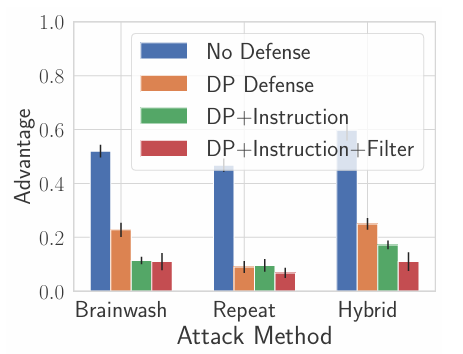 1.0
0.8
0.6
0.4
0.2
0.0
Advantage
No Defense
DP Defense
DP+Instruction
DP+Instruction+Filter
Brainwash Repeat Hybrid
Attack Method